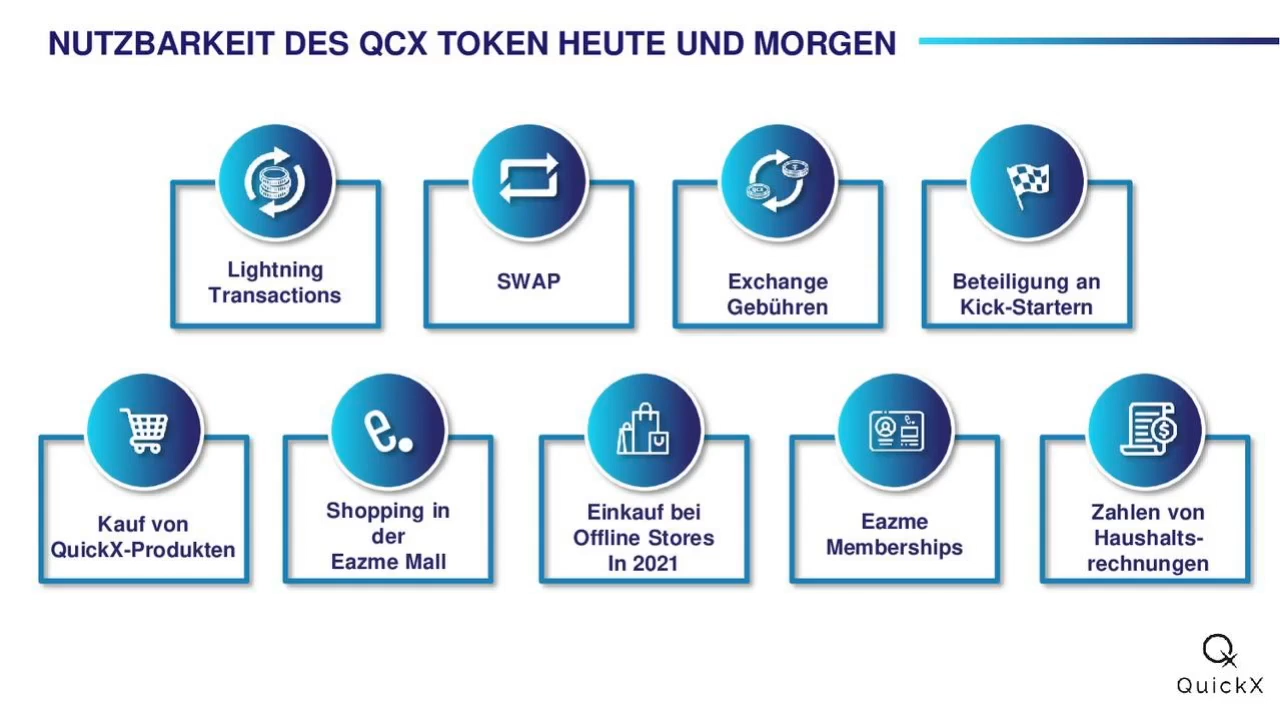 NUTZBARKEIT DES QCX TOKEN HEUTE UND MORGEN
Lightning
Transactions
SWAP
Exchange
Gebühren
Beteiligung an
Kick-Startern
Kauf von
QuickX-Produkten
e.
Shopping in
der
Eazme Mall
Einkauf bei
Offline Stores
In 2021
Eazme
Memberships
$
Zahlen von
Haushalts-
rechnungen
QuickX